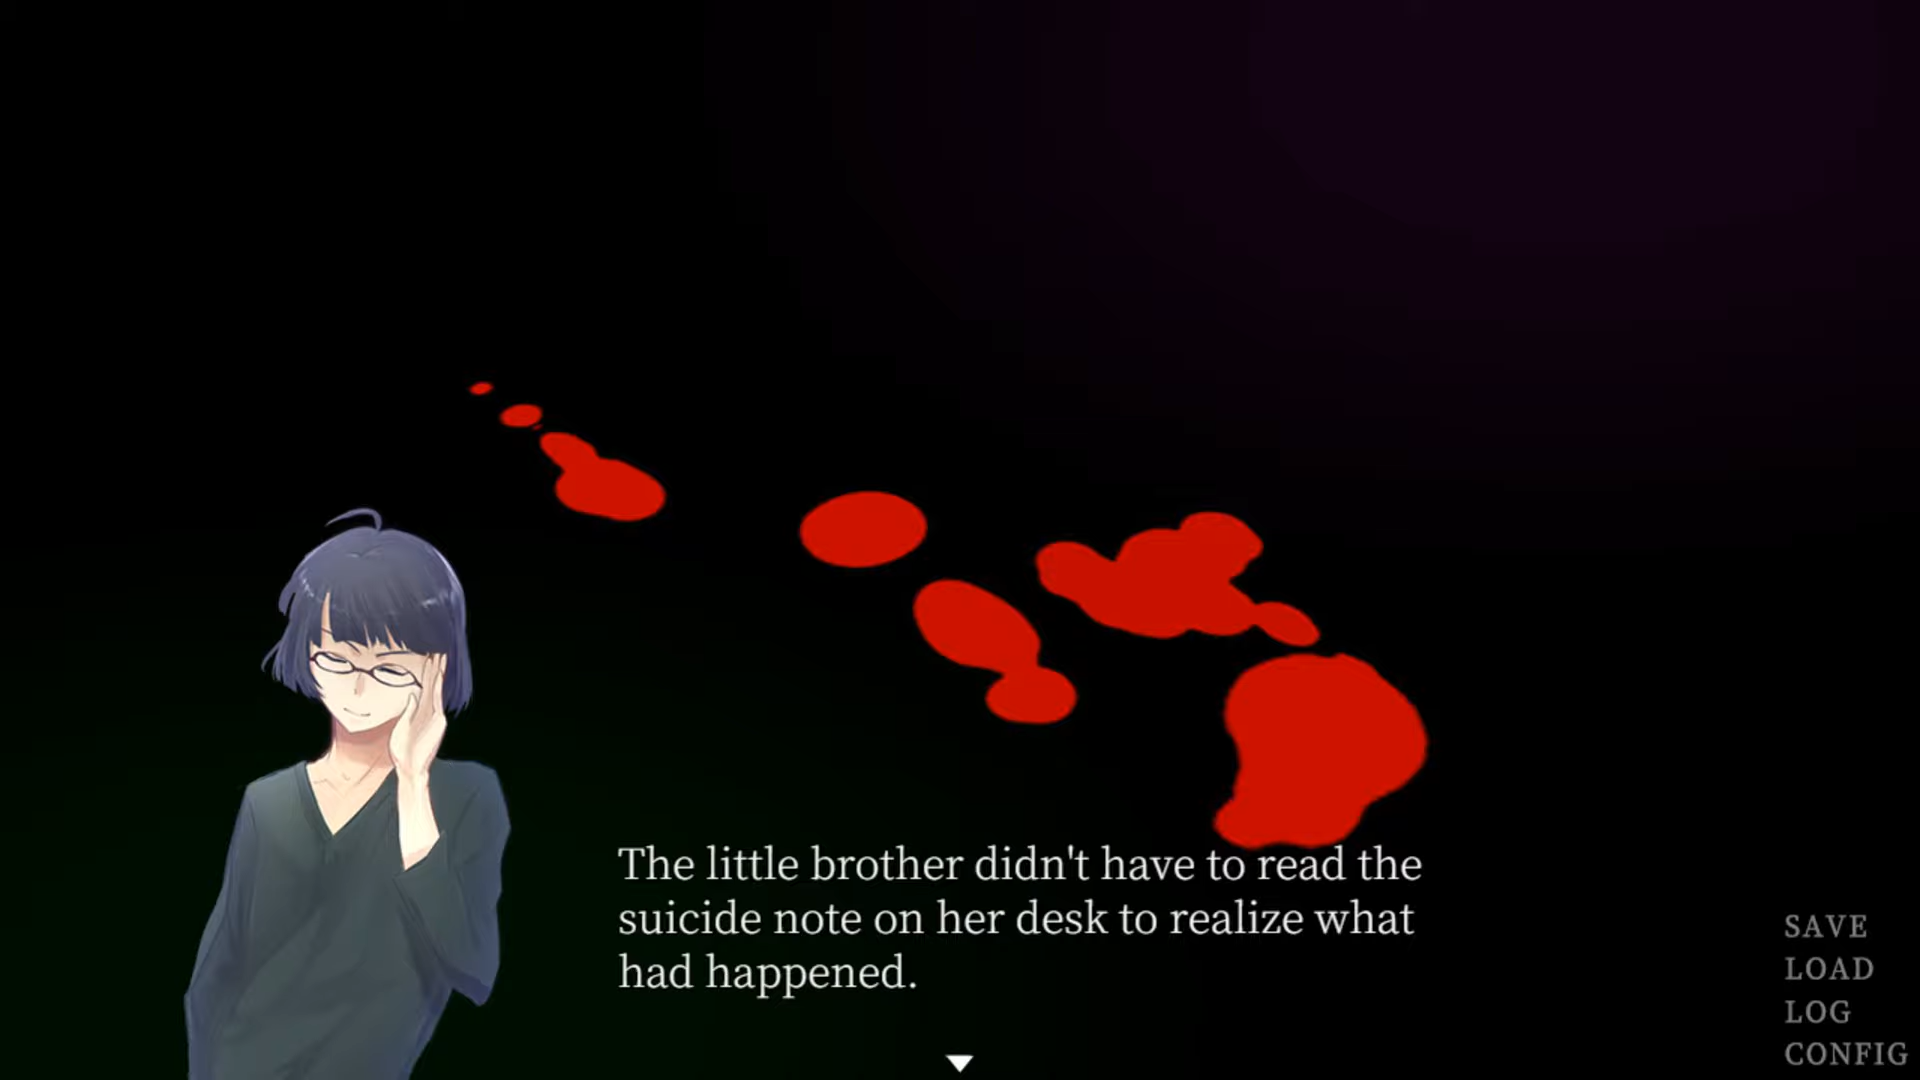 The little brother didn't have to read the
suicide note on her desk to realize what
had happened.
SAVE
LOAD
LOG
CONFIG